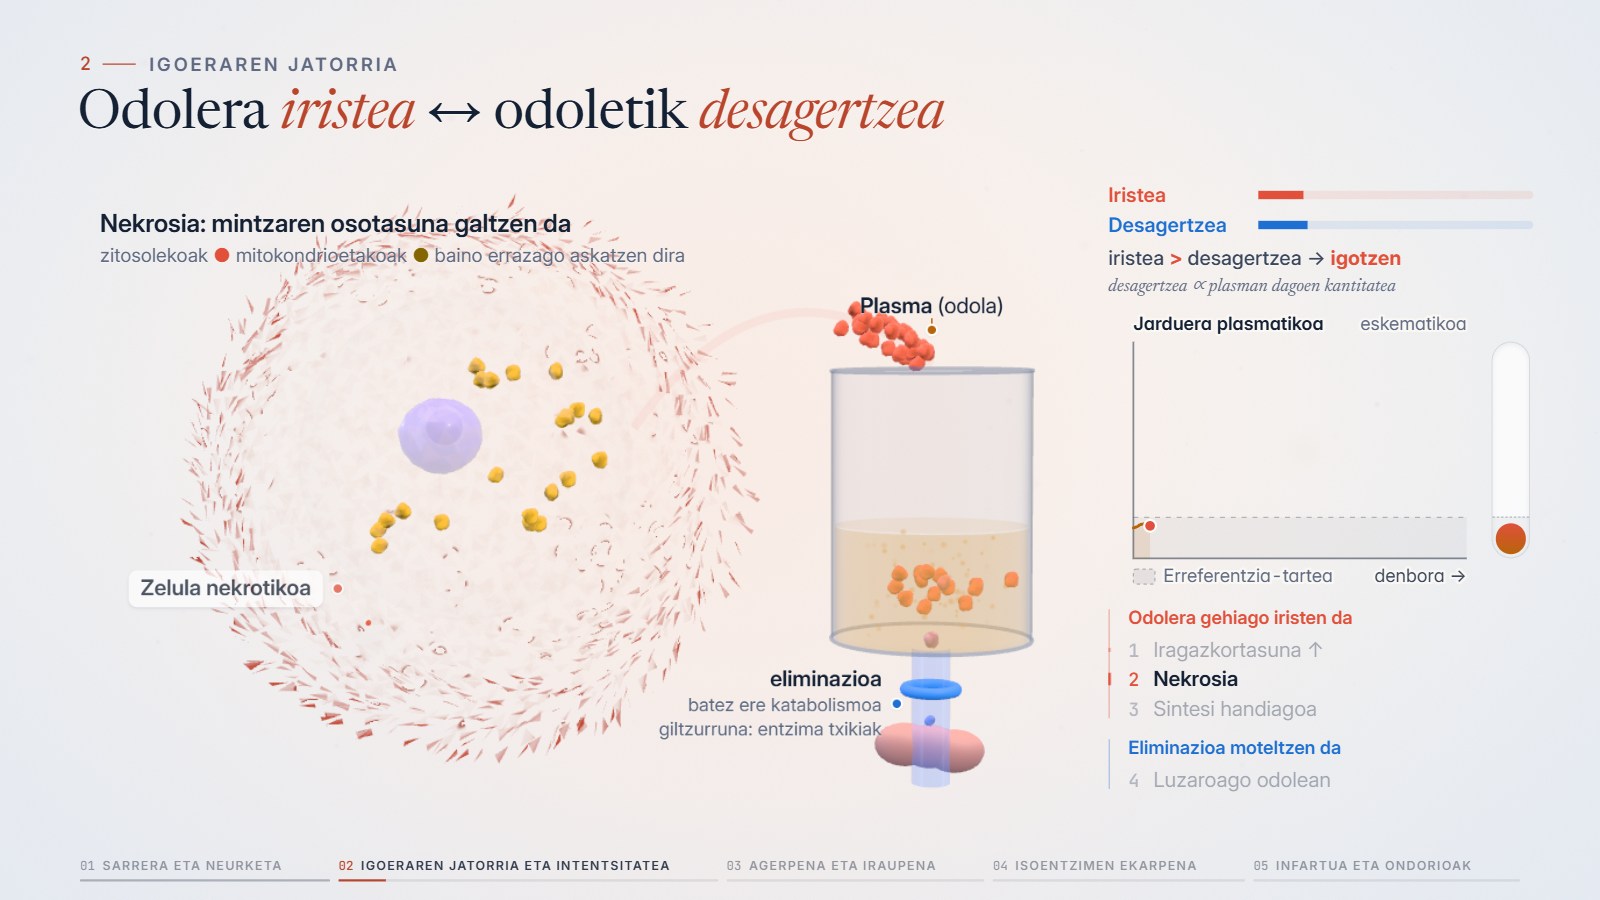 2 — IGOERAREN JATORRIA
Odolera iristea ↔ odoletik desagertzea
Nekrosia: mintzaren osotasuna galtzen da
zitosolekoak mitokondrioetakoak baino errazago askatzen dira
Plasma (odola)
Zelula nekrotikoa
eliminazioa
batez ere katabolismoa
giltzurruna: entzima txikiak
Iristea
Desagertzea
iristea > desagertzea → igotzen
desagertzea ∝ plasman dagoen kantitatea
Jarduera plasmatikoa eskematikoa
Erreferentzia-tartea denbora →
Odolera gehiago iristen da
1 Iragazkortasuna ↑
2 Nekrosia
3 Sintesi handiagoa
Eliminazioa moteltzen da
4 Luzaroago odolean
01 SARRERA ETA NEURKETA 02 IGOERAREN JATORRIA ETA INTENTSITATEA 03 AGERPENA ETA IRAUPENA 04 ISOENTZIMEN EKARPENA 05 INFARTUA ETA ONDORIOAK